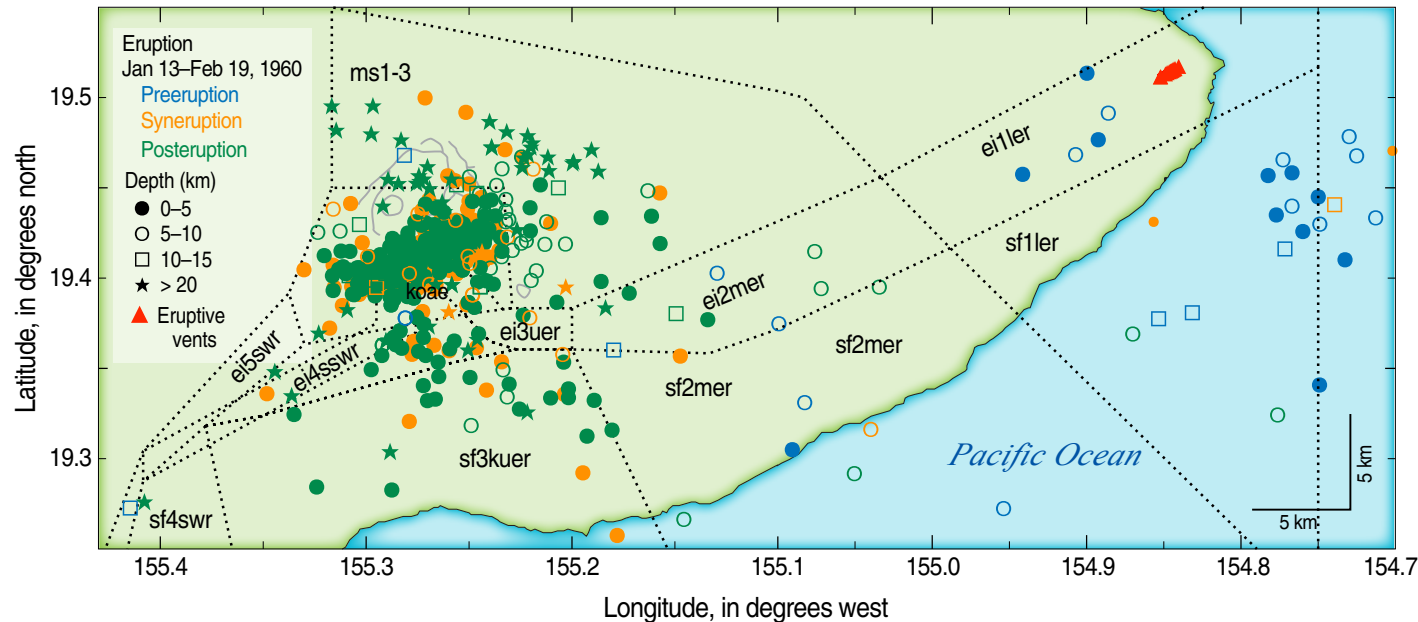 Eruption
Jan 13–Feb 19, 1960
Preeruption
Syneruption
Posteruption
Depth (km)
0–5
5–10
10–15
> 20
Eruptive
vents
ms1-3
ei1ler
sf1ler
koae
ei2mer
ei3uer
sf2mer
ei5swr
ei4sswr
sf2mer
sf3kuer
sf4swr
Pacific Ocean
5 km
5 km
19.5
19.4
19.3
Latitude, in degrees north
155.4
155.3
155.2
155.1
155.0
154.9
154.8
154.7
Longitude, in degrees west